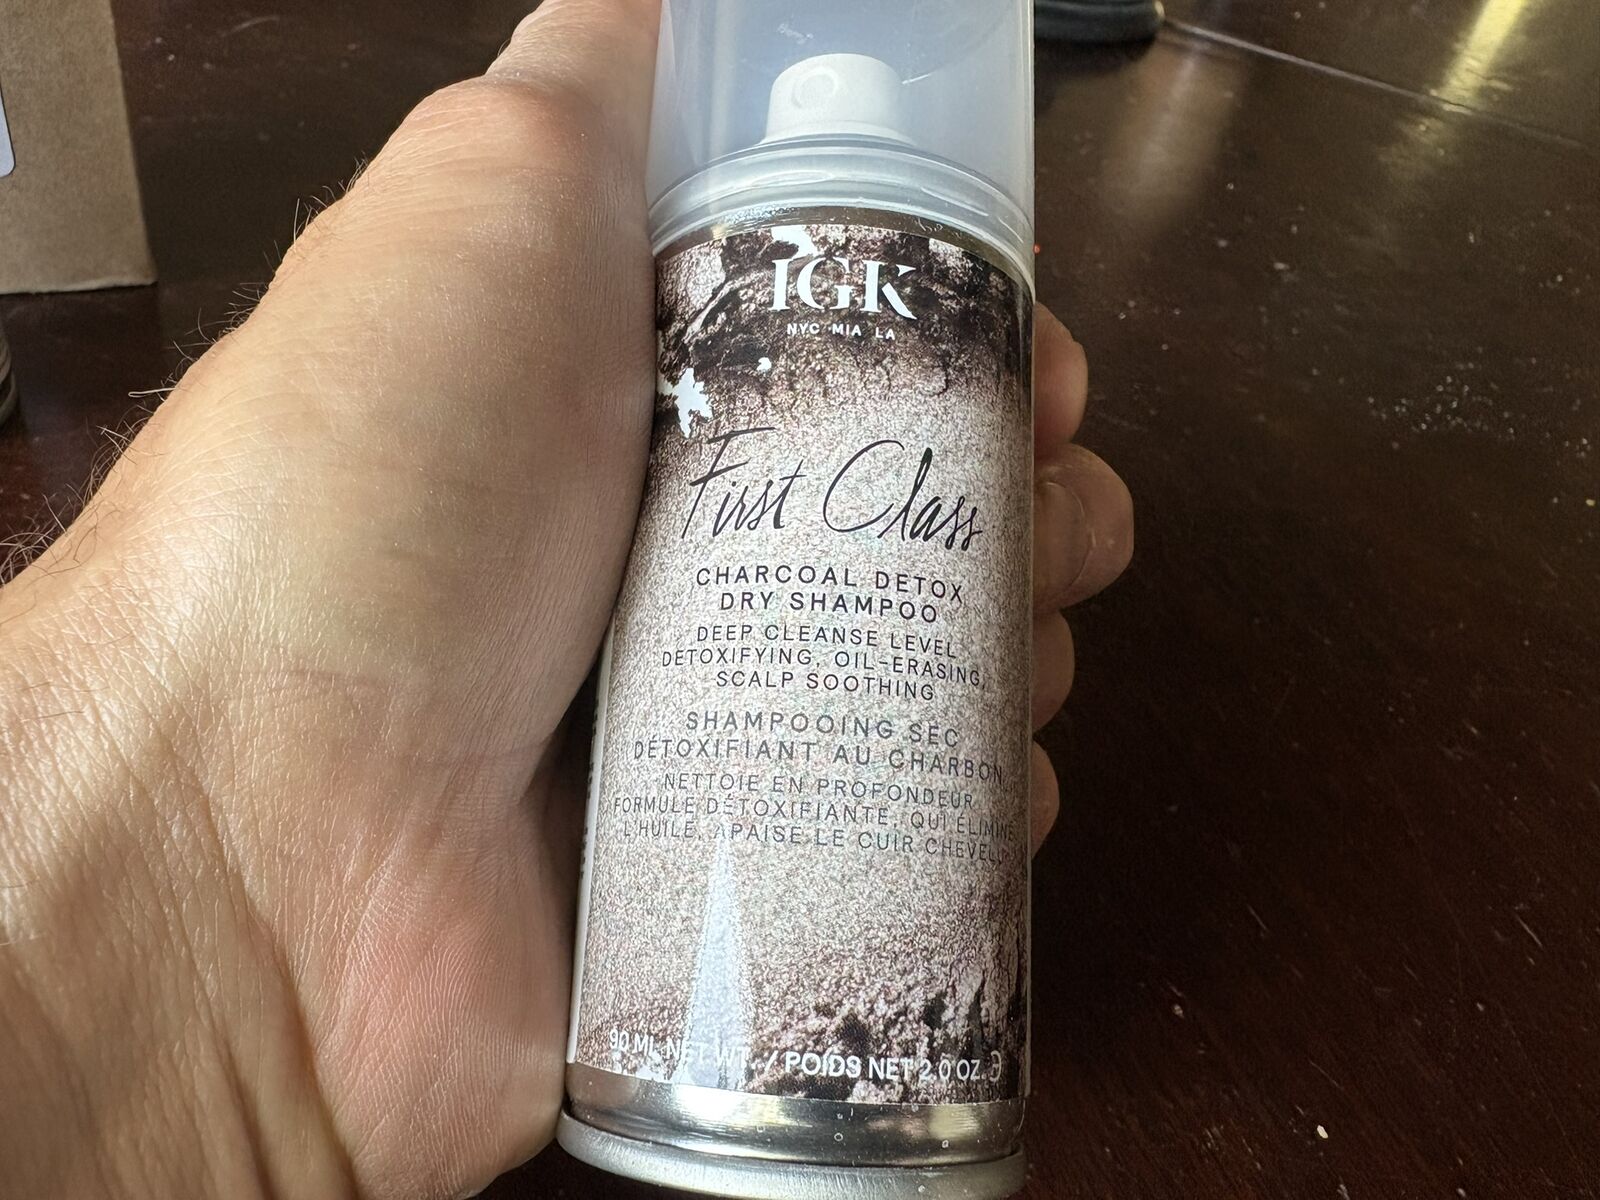 IGK
NYC MIA LA
First Class
CHARCOAL DETOX
DRY SHAMPOO
DEEP CLEANSE LEVEL
DETOXIFYING, OIL-ERASING,
SCALP SOOTHING
SHAMPOOING SEC
DÉTOXIFIANT AU CHARBON
NETTOIE EN PROFONDEUR
FORMULE DÉTOXIFIANTE, QUI ÉLIMINE
L'HUILE, APAISE LE CUIR CHEVELU
90 ML NET WT. / POIDS NET 2.0 OZ